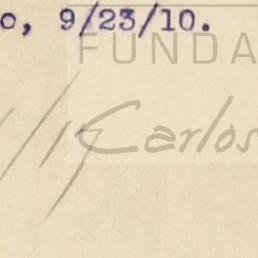 o, 9/23/10.
FUNDA
Carlos